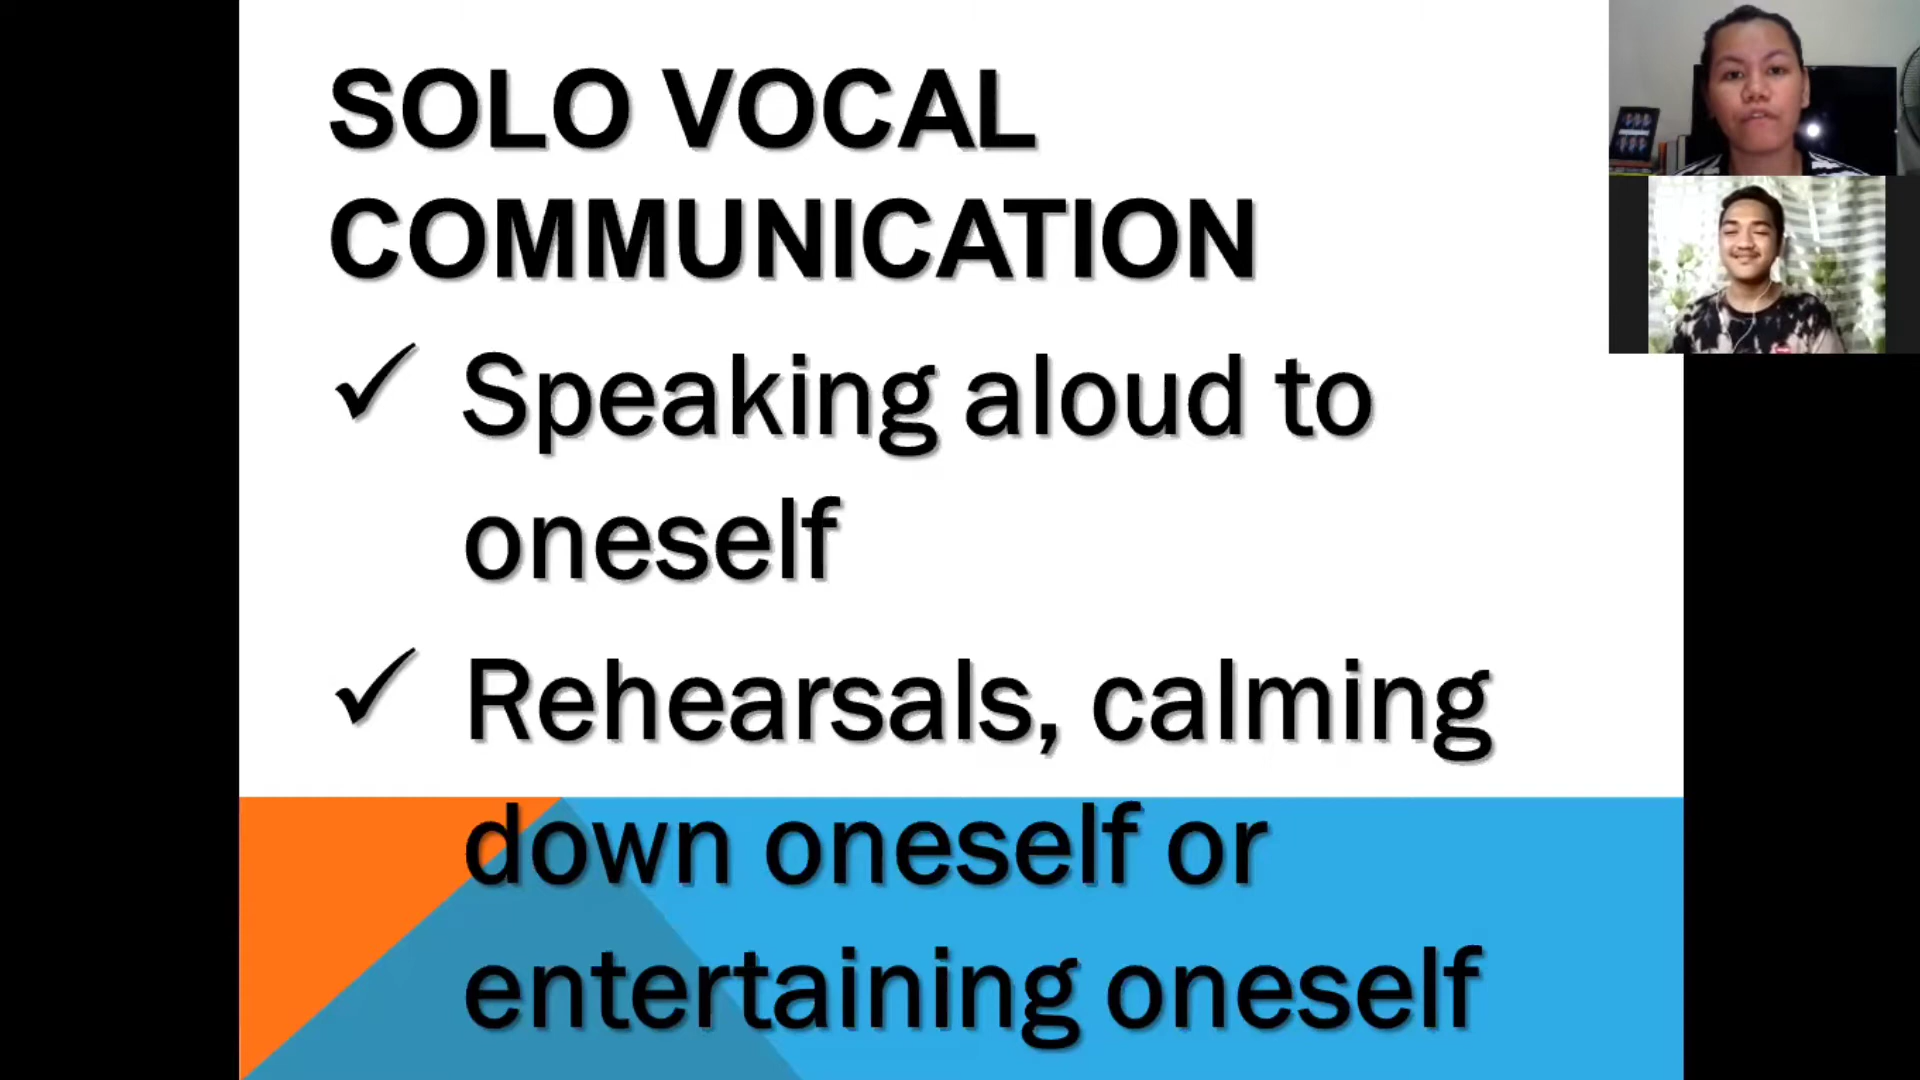 SOLO VOCAL
COMMUNICATION
✓ Speaking aloud to
oneself
✓ Rehearsals, calming
down oneself or
entertaining oneself